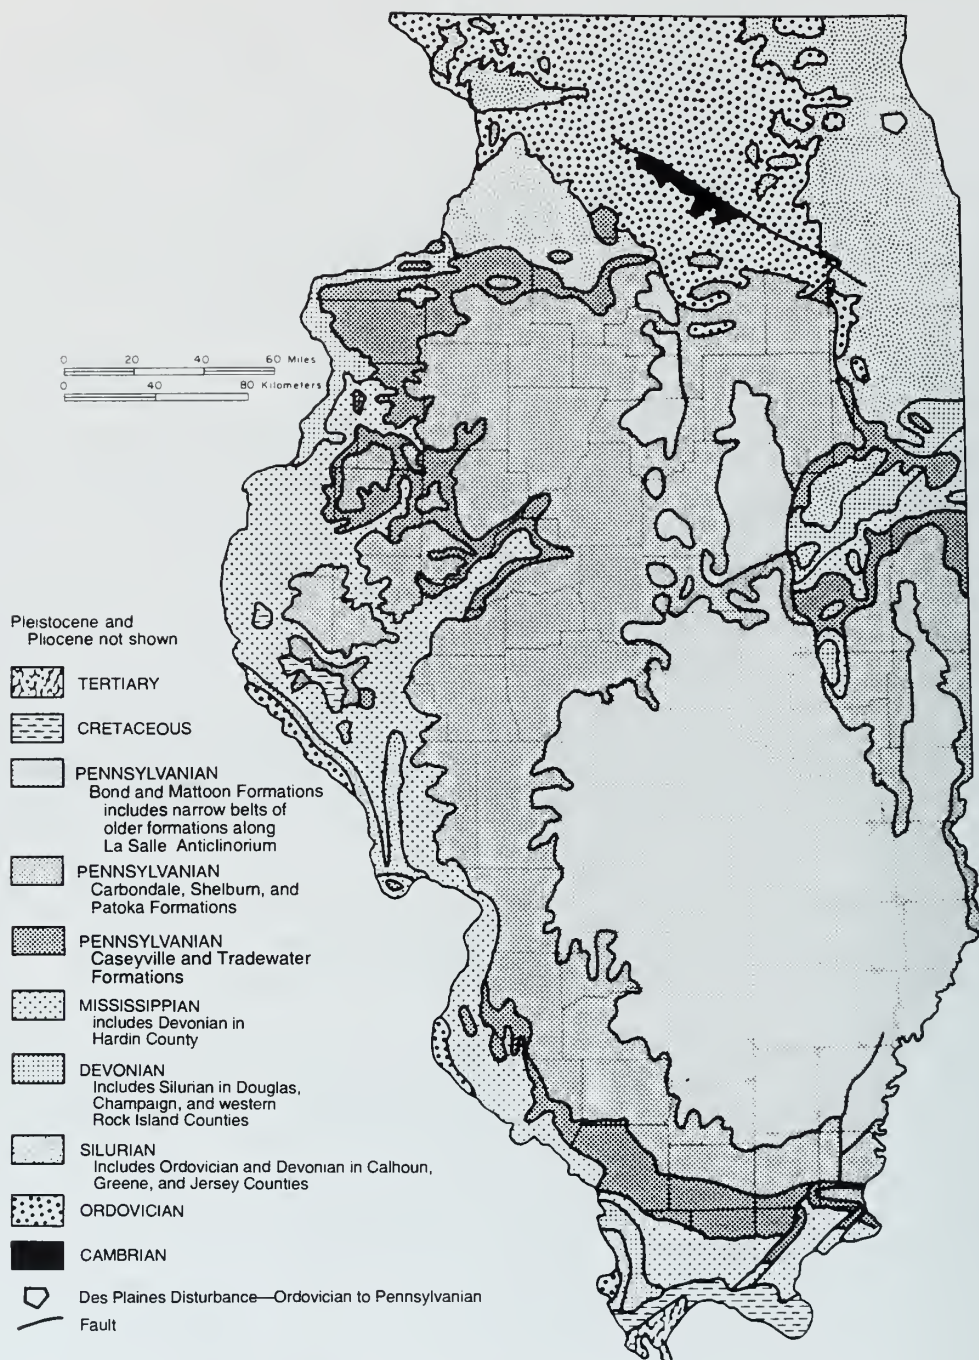 0 20 40 60 Miles
0 40 80 Kilometers
Pleistocene and
Pliocene not shown
TERTIARY
CRETACEOUS
PENNSYLVANIAN
Bond and Mattoon Formations
includes narrow belts of
older formations along
La Salle Anticlinorium
PENNSYLVANIAN
Carbondale, Shelburn, and
Patoka Formations
PENNSYLVANIAN
Caseyville and Tradewater
Formations
MISSISSIPPIAN
includes Devonian in
Hardin County
DEVONIAN
Includes Silurian in Douglas,
Champaign, and western
Rock Island Counties
SILURIAN
Includes Ordovician and Devonian in Calhoun,
Greene, and Jersey Counties
ORDOVICIAN
CAMBRIAN
Des Plaines Disturbance—Ordovician to Pennsylvanian
Fault